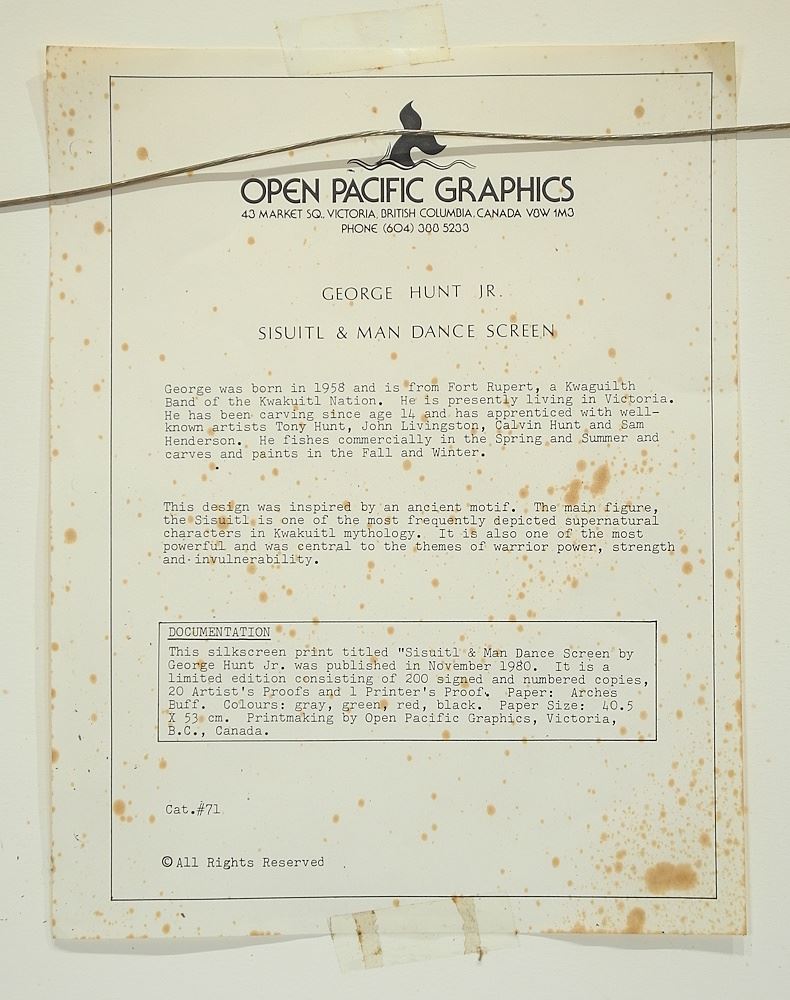 OPEN PACIFIC GRAPHICS
43 MARKET SQ., VICTORIA, BRITISH COLUMBIA, CANADA V8W 1M3
PHONE (604) 388 5233
GEORGE HUNT JR.
SISUITL & MAN DANCE SCREEN
George was born in 1958 and is from Fort Rupert, a Kwaguilth
Band of the Kwakuitl Nation. He is presently living in Victoria.
He has been carving since age 14 and has apprenticed with well-
known artists Tony Hunt, John Livingston, Calvin Hunt and Sam
Henderson. He fishes commercially in the Spring and Summer and
carves and paints in the Fall and Winter.
This design was inspired by an ancient motif. The main figure,
the Sisuitl is one of the most frequently depicted supernatural
characters in Kwakuitl mythology. It is also one of the most
powerful and was central to the themes of warrior power, strength
and invulnerability.
DOCUMENTATION
This silkscreen print titled "Sisuitl & Man Dance Screen by
George Hunt Jr. was published in November 1980. It is a
limited edition consisting of 200 signed and numbered copies,
20 Artist's Proofs and 1 Printer's Proof. Paper: Arches
Buff. Colours: gray, green, red, black. Paper Size: 40.5
X 53 cm. Printmaking by Open Pacific Graphics, Victoria,
B.C., Canada.
Cat.#71
©All Rights Reserved